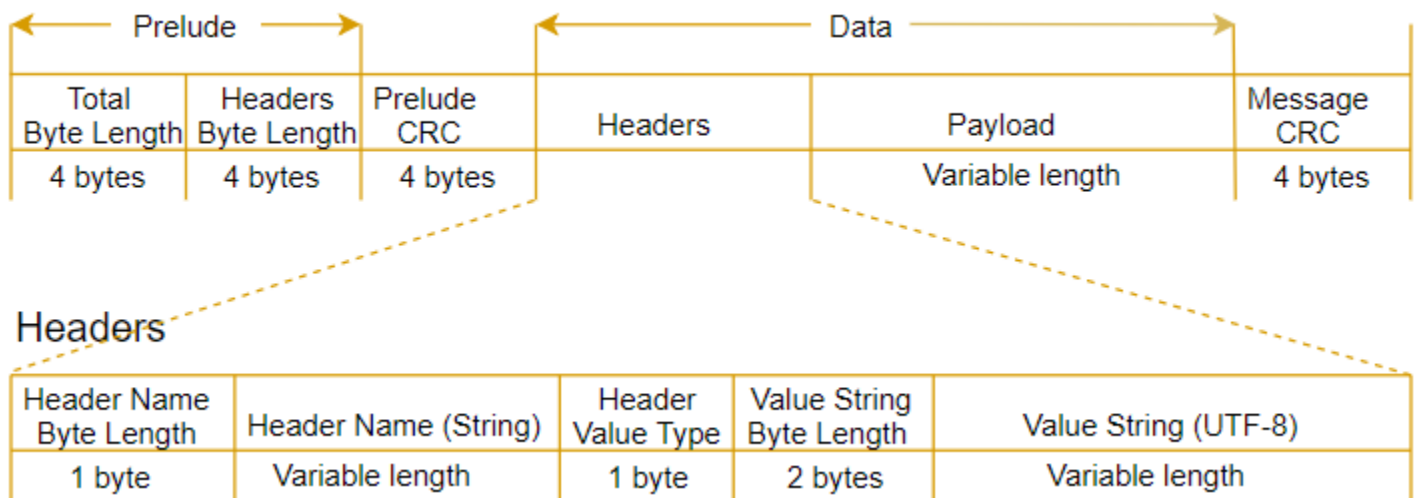 Prelude
Data
Total
Byte Length
Headers
Byte Length
Prelude
CRC
Headers
Payload
Message
CRC
4 bytes
4 bytes
4 bytes
Variable length
4 bytes
Headers
Header Name
Byte Length
Header Name (String)
Header
Value Type
Value String
Byte Length
Value String (UTF-8)
1 byte
Variable length
1 byte
2 bytes
Variable length